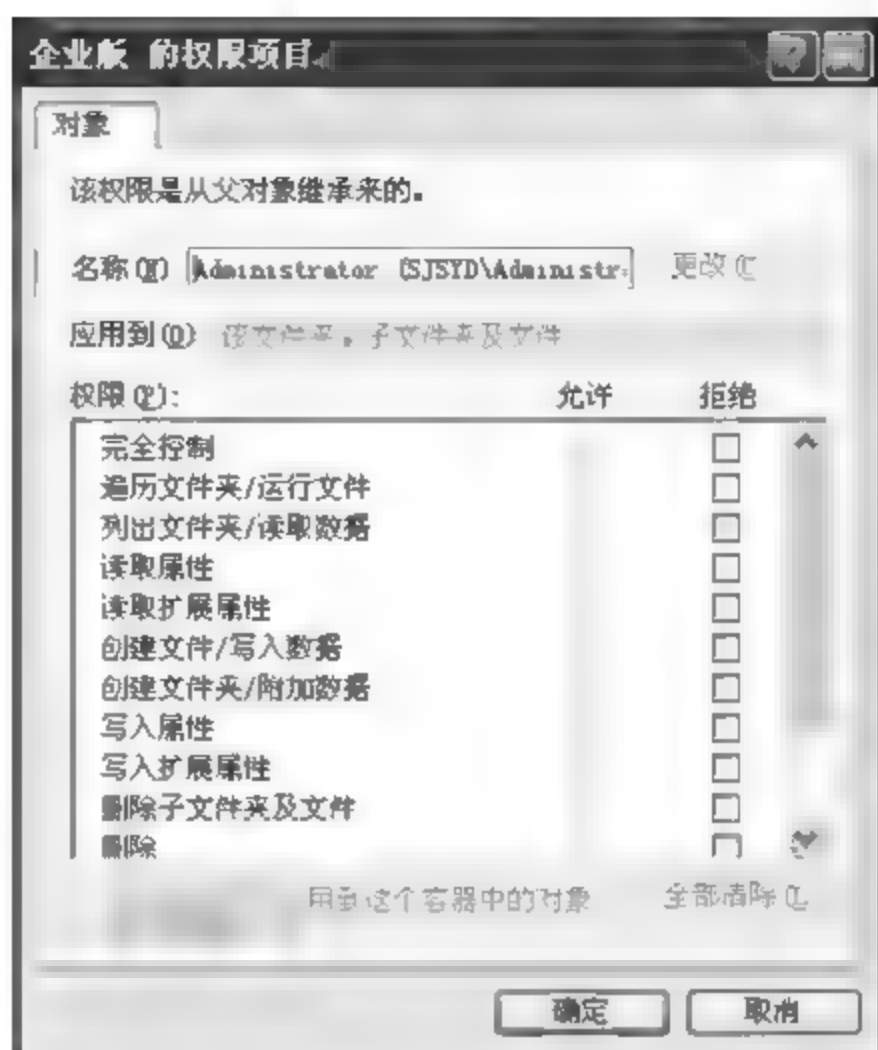 企业版 的权限项目
对象
该权限是从父对象继承来的。
名称(N) Administrator (SJSYD\Administr
更改(C
应用到(O) 该文件夹，子文件夹及文件
权限(P): 允许 拒绝
完全控制
遍历文件夹/运行文件
列出文件夹/读取数据
读取属性
读取扩展属性
创建文件/写入数据
创建文件夹/附加数据
写入属性
写入扩展属性
删除子文件夹及文件
删除
用到这个容器中的对象 全部清除(L
确定 取消